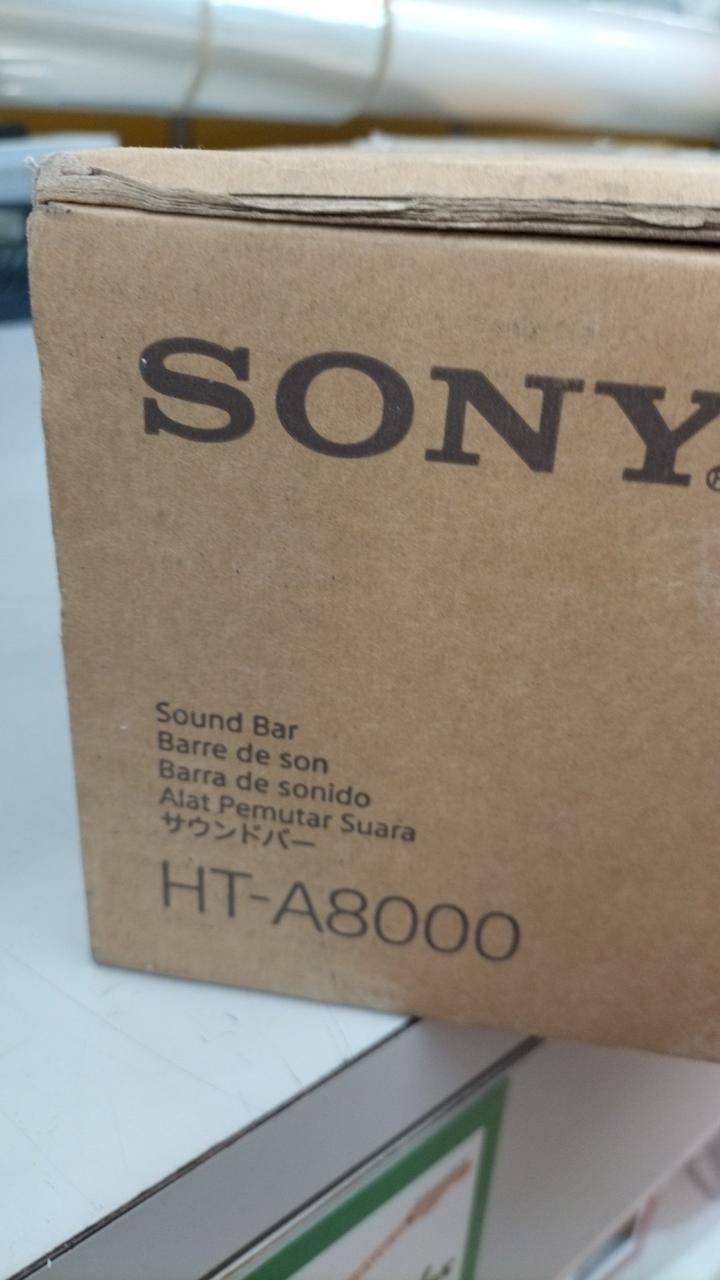 SONY
Sound Bar
Barre de son
Barra de sonido
Alat Pemutar Suara
サウンドバー
HT-A8000